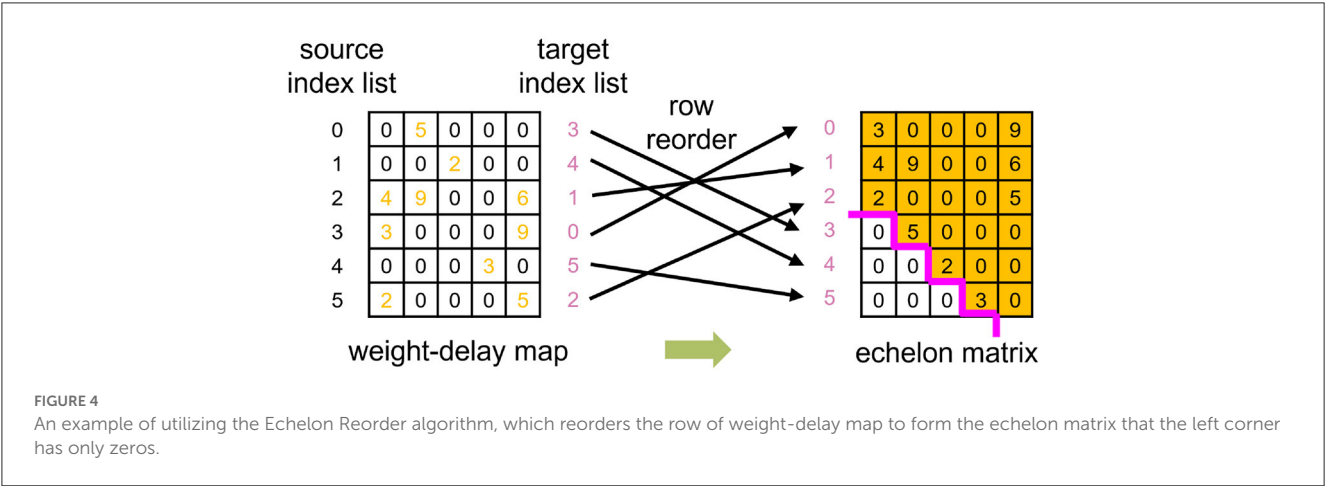 source index list
target index list
row reorder
0 0 5 0 0 0 3
1 0 0 2 0 0 4
2 4 9 0 0 6 1
3 3 0 0 0 9 0
4 0 0 0 3 0 5
5 2 0 0 0 5 2
0 3 0 0 0 9
1 4 9 0 0 6
2 2 0 0 0 5
3 0 5 0 0 0
4 0 0 2 0 0
5 0 0 0 3 0
weight-delay map
echelon matrix
FIGURE 4
An example of utilizing the Echelon Reorder algorithm, which reorders the row of weight-delay map to form the echelon matrix that the left corner
has only zeros.